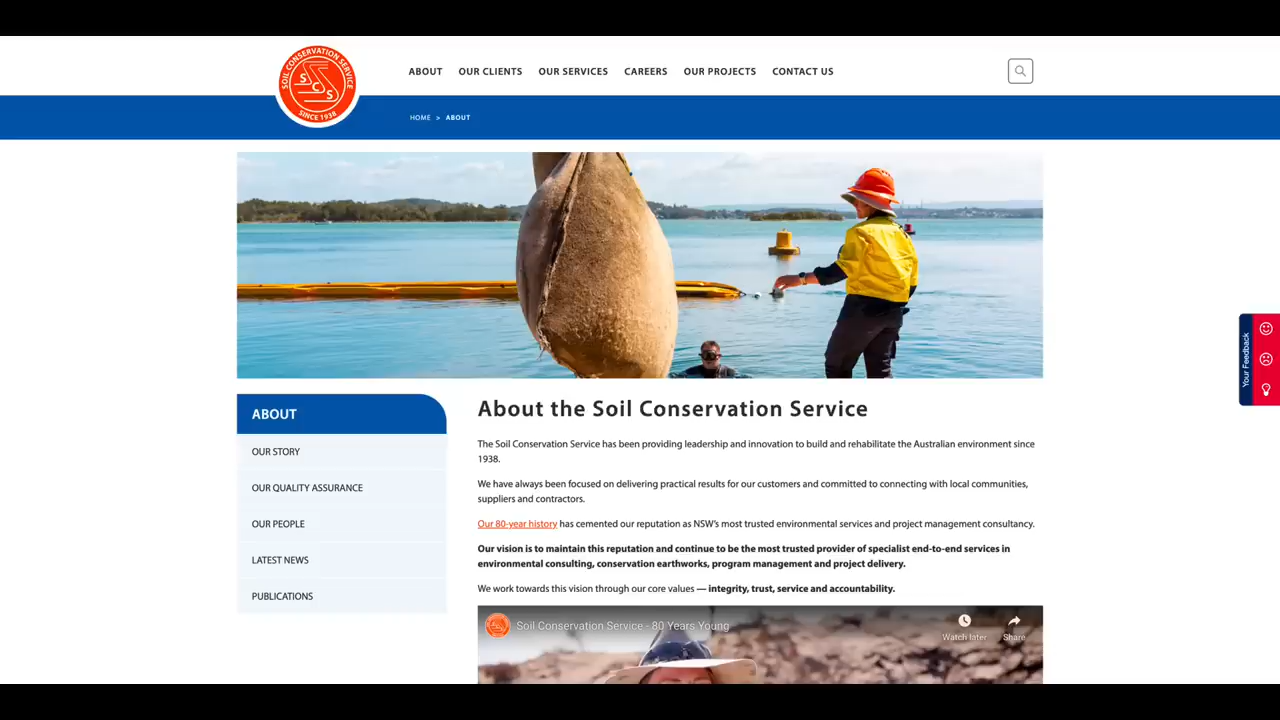 SOIL CONSERVATION SERVICE
SCS
SINCE 1938
ABOUT OUR CLIENTS OUR SERVICES CAREERS OUR PROJECTS CONTACT US
HOME > ABOUT
Your Feedback
ABOUT
OUR STORY
OUR QUALITY ASSURANCE
OUR PEOPLE
LATEST NEWS
PUBLICATIONS
About the Soil Conservation Service
The Soil Conservation Service has been providing leadership and innovation to build and rehabilitate the Australian environment since
1938.
We have always been focused on delivering practical results for our customers and committed to connecting with local communities,
suppliers and contractors.
Our 80-year history has cemented our reputation as NSW's most trusted environmental services and project management consultancy.
Our vision is to maintain this reputation and continue to be the most trusted provider of specialist end-to-end services in
environmental consulting, conservation earthworks, program management and project delivery.
We work towards this vision through our core values — integrity, trust, service and accountability.
Soil Conservation Service - 80 Years Young
Watch later Share